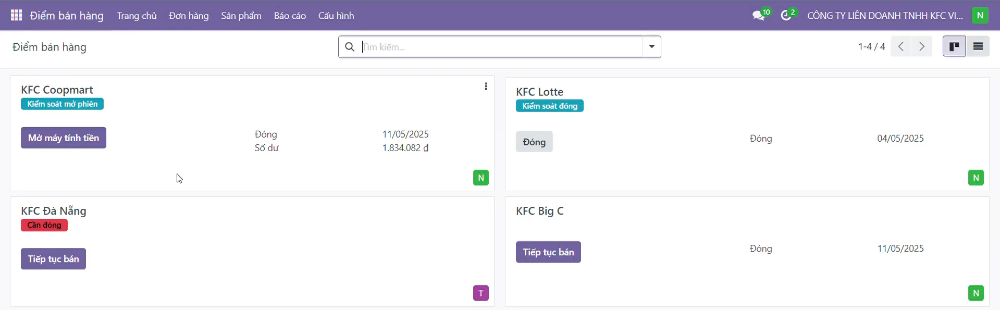 Điểm bán hàng Trang chủ Đơn hàng Sản phẩm Báo cáo Cấu hình 10 2 CÔNG TY LIÊN DOANH TNHH KFC VI... N
Điểm bán hàng Tìm kiếm... 1-4 / 4
KFC Coopmart
Kiểm soát mở phiên
Mở máy tính tiền
Đóng 11/05/2025
Số dư 1.834.082 ₫
N
KFC Lotte
Kiểm soát đóng
Đóng
Đóng 04/05/2025
N
KFC Đà Nẵng
Cần đóng
Tiếp tục bán
T
KFC Big C
Tiếp tục bán
Đóng 11/05/2025
N